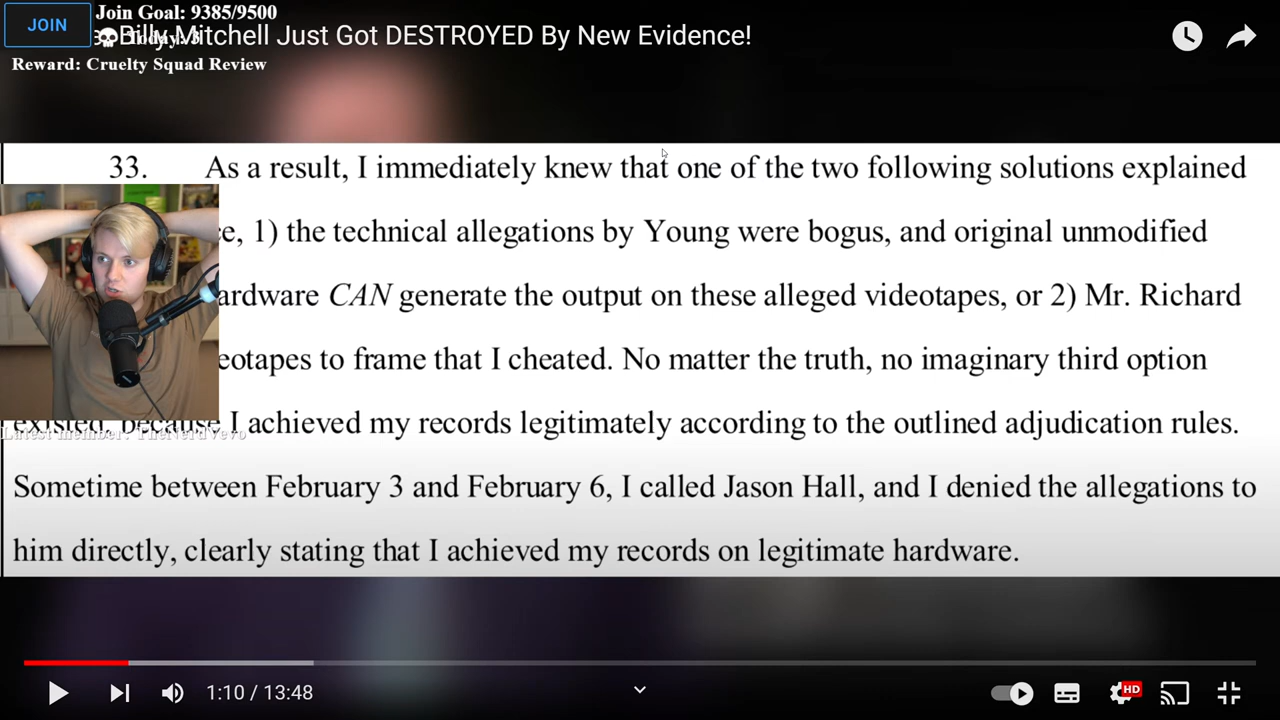 JOIN
Join Goal: 9385/9500
Billy Mitchell Just Got DESTROYED By New Evidence!
Today: 3
Reward: Cruelty Squad Review
33. As a result, I immediately knew that one of the two following solutions explained
e, 1) the technical allegations by Young were bogus, and original unmodified
ardware CAN generate the output on these alleged videotapes, or 2) Mr. Richard
eotapes to frame that I cheated. No matter the truth, no imaginary third option
existed, because I achieved my records legitimately according to the outlined adjudication rules.
Latest member: TheNerdVevo
Sometime between February 3 and February 6, I called Jason Hall, and I denied the allegations to
him directly, clearly stating that I achieved my records on legitimate hardware.
1:10 / 13:48
HD